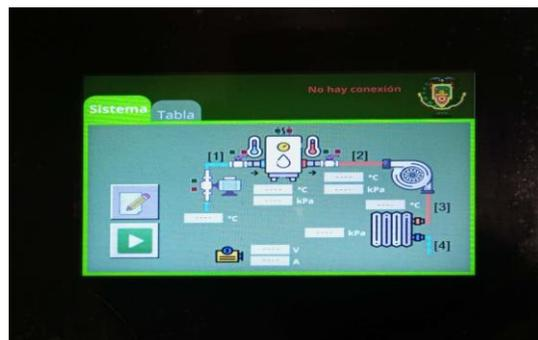 No hay conexión
Sistema
Tabla
[1]
[2]
---- °C
---- °C
---- kPa
---- kPa
---- °C
[3]
---- °C
---- kPa
[4]
---- V
---- A